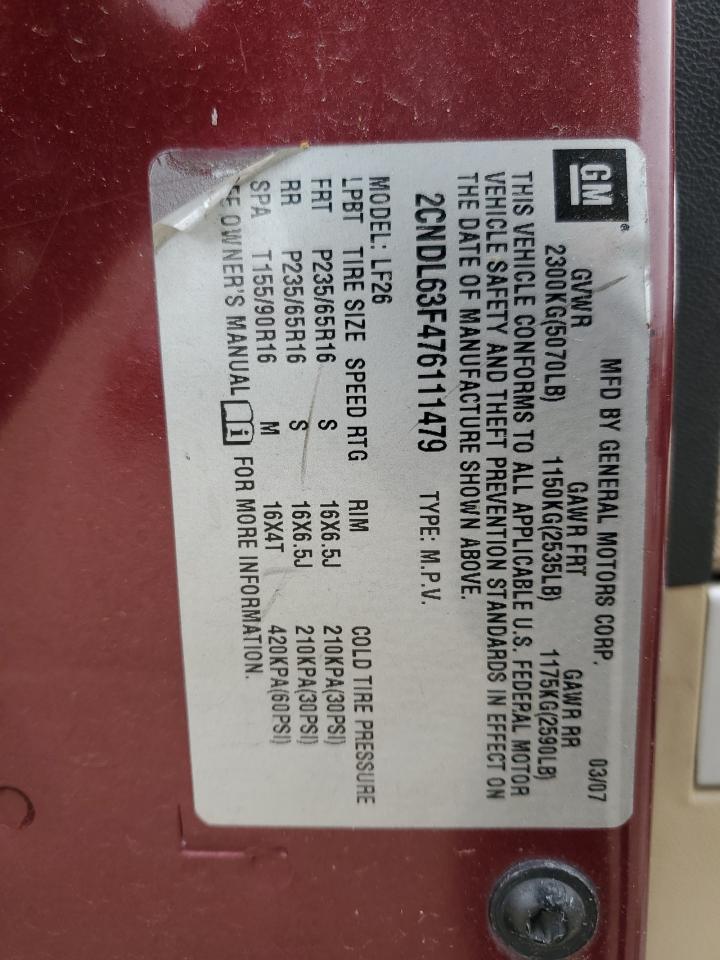 GM
MFD BY GENERAL MOTORS CORP. 03/07
GVWR GAWR FRT GAWR RR
2300KG(5070LB) 1150KG(2535LB) 1175KG(2590LB)
THIS VEHICLE CONFORMS TO ALL APPLICABLE U.S. FEDERAL MOTOR
VEHICLE SAFETY AND THEFT PREVENTION STANDARDS IN EFFECT ON
THE DATE OF MANUFACTURE SHOWN ABOVE.
2CNDL63F476111479 TYPE: M.P.V.
MODEL: LF26
LPBT TIRE SIZE SPEED RTG RIM COLD TIRE PRESSURE
FRT P235/65R16 S 16X6.5J 210KPA(30PSI)
RR P235/65R16 S 16X6.5J 210KPA(30PSI)
SPA T155/90R16 M 16X4T 420KPA(60PSI)
OWNER'S MANUAL FOR MORE INFORMATION.